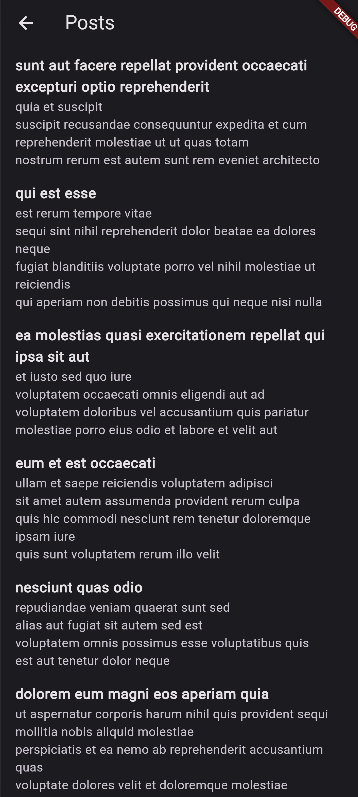 Posts
DEBUG
sunt aut facere repellat provident occaecati
excepturi optio reprehenderit
quia et suscipit
suscipit recusandae consequuntur expedita et cum
reprehenderit molestiae ut ut quas totam
nostrum rerum est autem sunt rem eveniet architecto
qui est esse
est rerum tempore vitae
sequi sint nihil reprehenderit dolor beatae ea dolores
neque
fugiat blanditiis voluptate porro vel nihil molestiae ut
reiciendis
qui aperiam non debitis possimus qui neque nisi nulla
ea molestias quasi exercitationem repellat qui
ipsa sit aut
et iusto sed quo iure
voluptatem occaecati omnis eligendi aut ad
voluptatem doloribus vel accusantium quis pariatur
molestiae porro eius odio et labore et velit aut
eum et est occaecati
ullam et saepe reiciendis voluptatem adipisci
sit amet autem assumenda provident rerum culpa
quis hic commodi nesciunt rem tenetur doloremque
ipsam iure
quis sunt voluptatem rerum illo velit
nesciunt quas odio
repudiandae veniam quaerat sunt sed
alias aut fugiat sit autem sed est
voluptatem omnis possimus esse voluptatibus quis
est aut tenetur dolor neque
dolorem eum magni eos aperiam quia
ut aspernatur corporis harum nihil quis provident sequi
mollitia nobis aliquid molestiae
perspiciatis et ea nemo ab reprehenderit accusantium
quas
voluptate dolores velit et doloremque molestiae